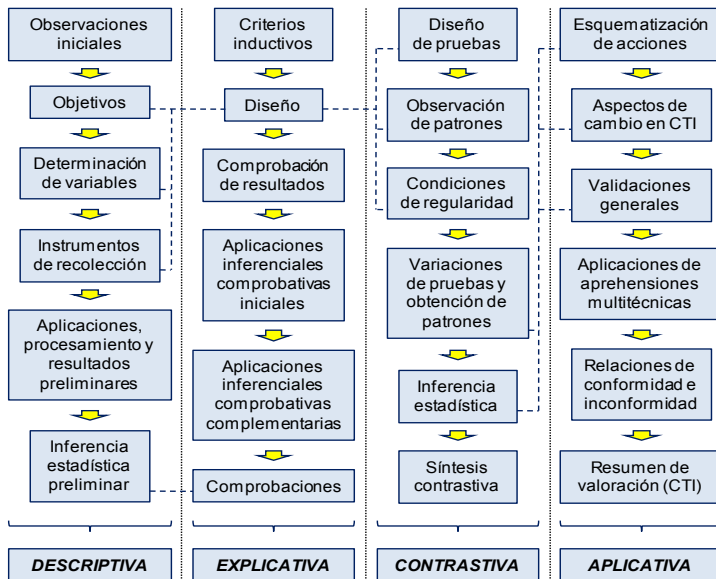 Observaciones
iniciales
Objetivos
Determinación
de variables
Instrumentos
de recolección
Aplicaciones,
procesamiento y
resultados
preliminares
Inferencia
estadística
preliminar
DESCRIPTIVA
Criterios
inductivos
Diseño
Comprobación
de resultados
Aplicaciones
inferenciales
comprobativas
iniciales
Aplicaciones
inferenciales
comprobativas
complementarias
Comprobaciones
EXPLICATIVA
Diseño
de pruebas
Observación
de patrones
Condiciones
de regularidad
Variaciones
de pruebas y
obtención de
patrones
Inferencia
estadística
Síntesis
contrastiva
CONTRASTIVA
Esquematización
de acciones
Aspectos de
cambio en CTI
Validaciones
generales
Aplicaciones de
aprehensiones
multitécnicas
Relaciones de
conformidad e
inconformidad
Resumen de
valoración (CTI)
APLICATIVA